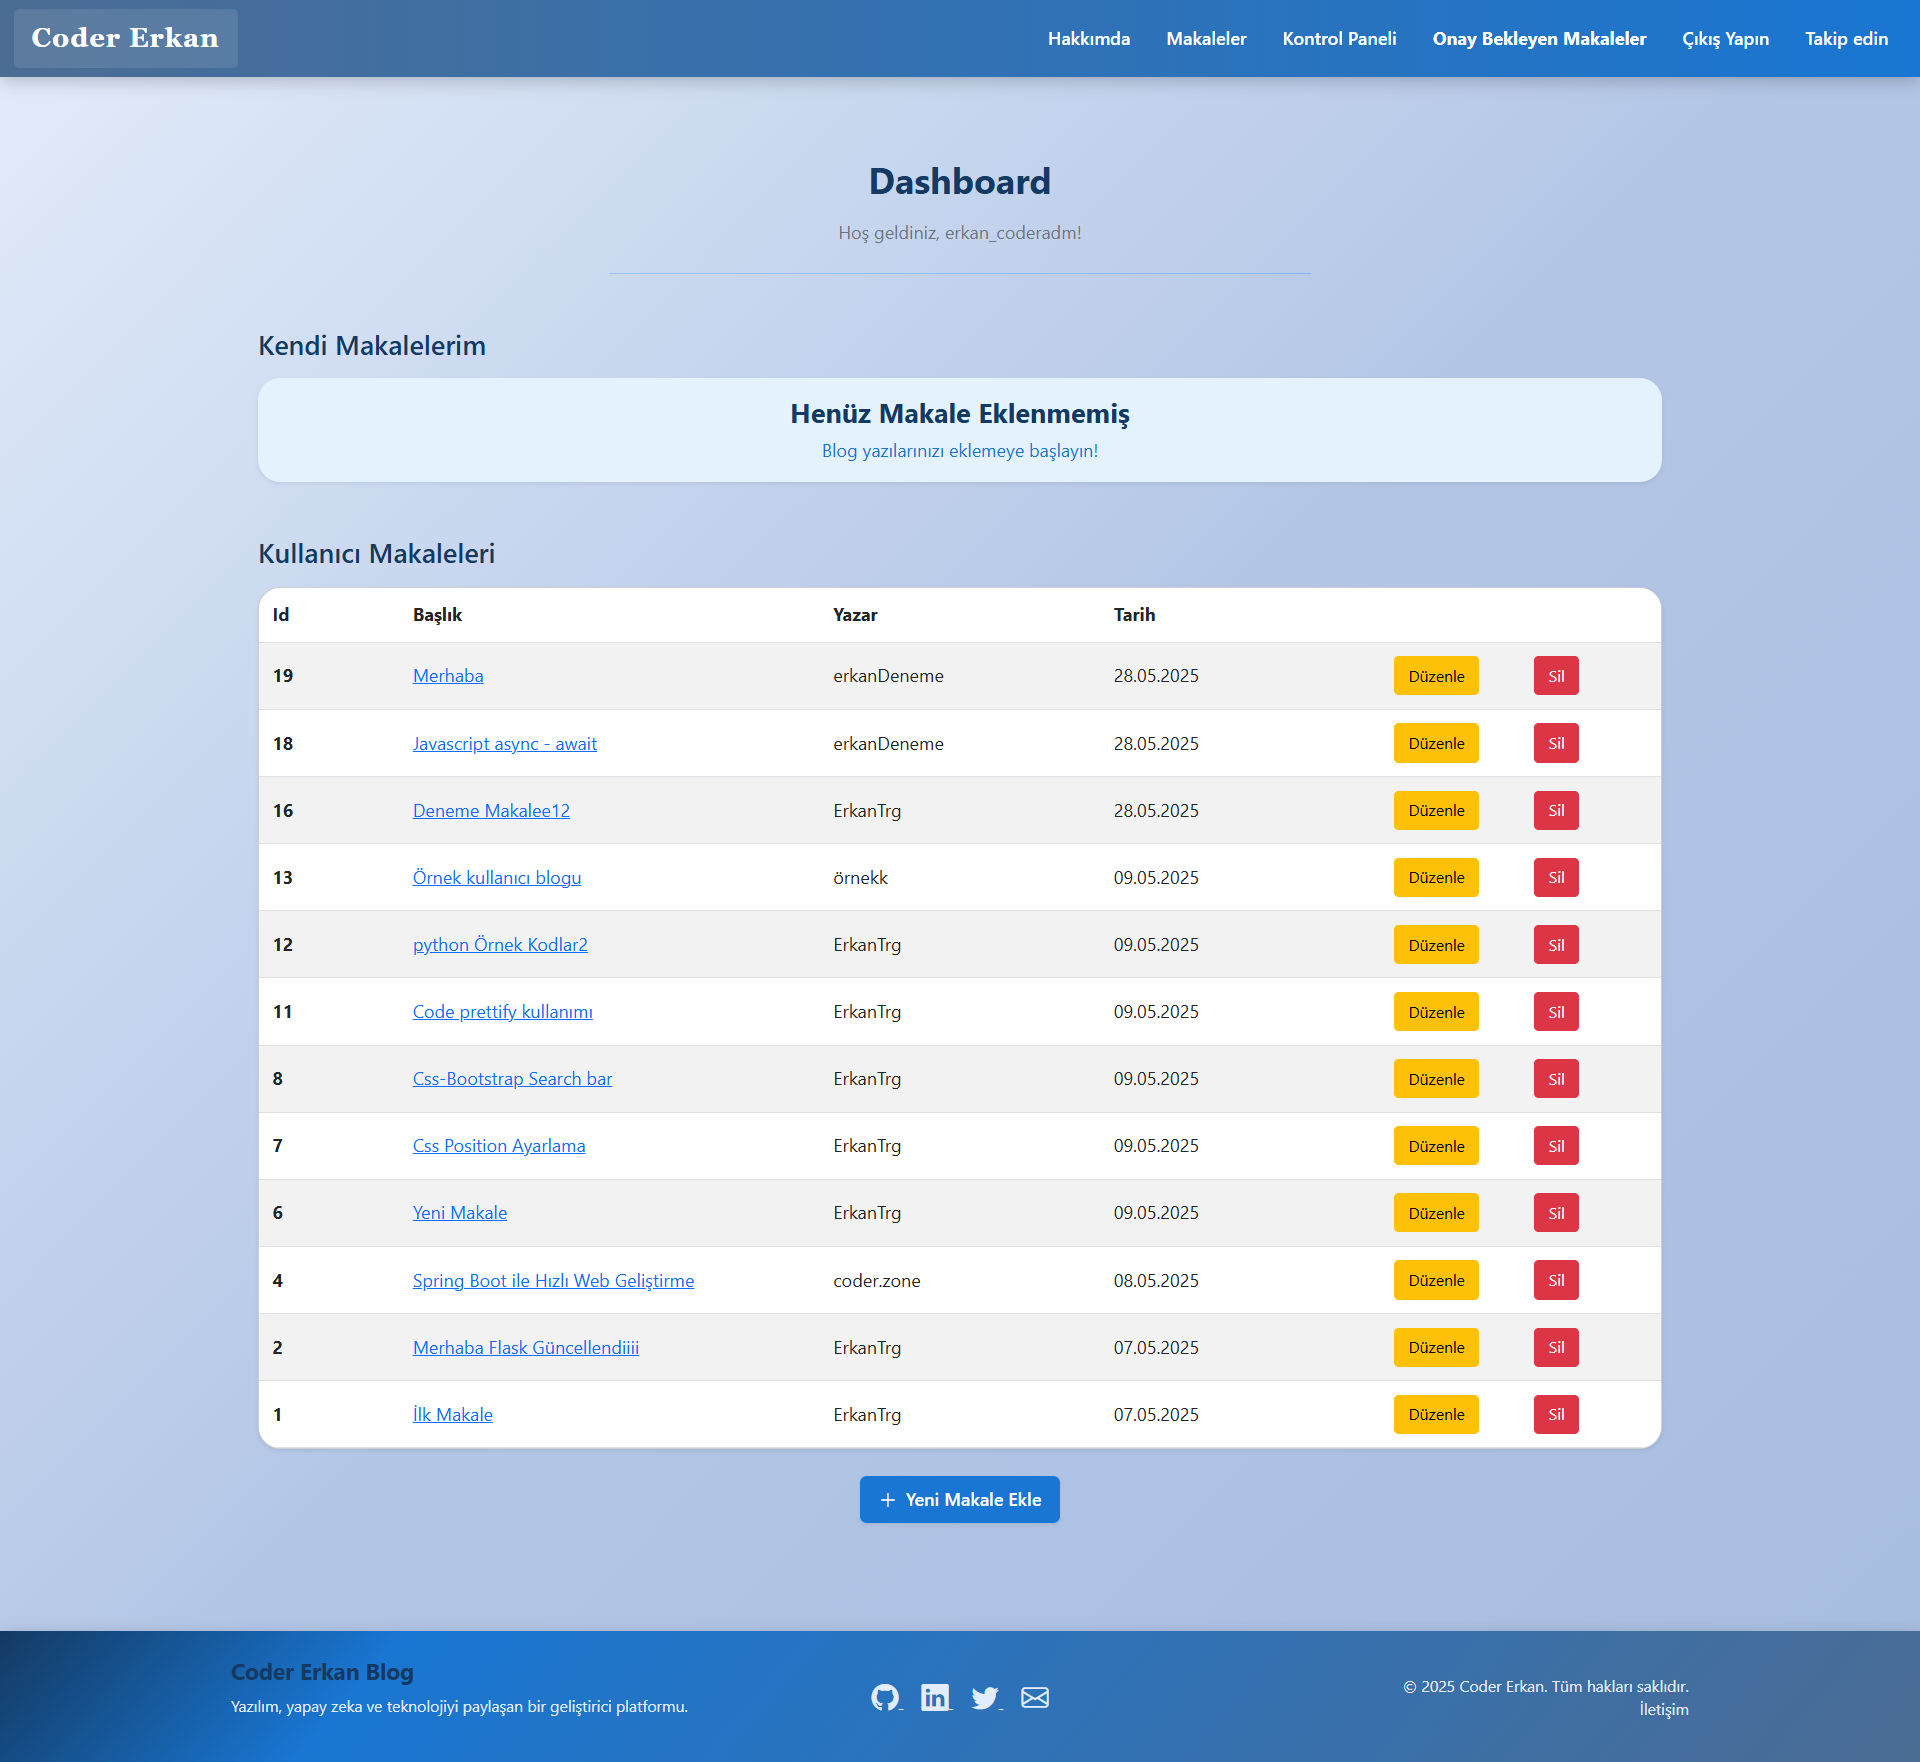 Coder Erkan
Hakkımda Makaleler Kontrol Paneli Onay Bekleyen Makaleler Çıkış Yapın Takip edin
Dashboard
Hoş geldiniz, erkan_coderadm!
Kendi Makalelerim
Henüz Makale Eklenmemiş
Blog yazılarınızı eklemeye başlayın!
Kullanıcı Makaleleri
Id Başlık Yazar Tarih
19 Merhaba erkanDeneme 28.05.2025 Düzenle Sil
18 Javascript async - await erkanDeneme 28.05.2025 Düzenle Sil
16 Deneme Makalee12 ErkanTrg 28.05.2025 Düzenle Sil
13 Örnek kullanıcı blogu örnekk 09.05.2025 Düzenle Sil
12 python Örnek Kodlar2 ErkanTrg 09.05.2025 Düzenle Sil
11 Code prettify kullanımı ErkanTrg 09.05.2025 Düzenle Sil
8 Css-Bootstrap Search bar ErkanTrg 09.05.2025 Düzenle Sil
7 Css Position Ayarlama ErkanTrg 09.05.2025 Düzenle Sil
6 Yeni Makale ErkanTrg 09.05.2025 Düzenle Sil
4 Spring Boot ile Hızlı Web Geliştirme coder.zone 08.05.2025 Düzenle Sil
2 Merhaba Flask Güncellendiiii ErkanTrg 07.05.2025 Düzenle Sil
1 İlk Makale ErkanTrg 07.05.2025 Düzenle Sil
+ Yeni Makale Ekle
Coder Erkan Blog
Yazılım, yapay zeka ve teknolojiyi paylaşan bir geliştirici platformu.
© 2025 Coder Erkan. Tüm hakları saklıdır.
İletişim